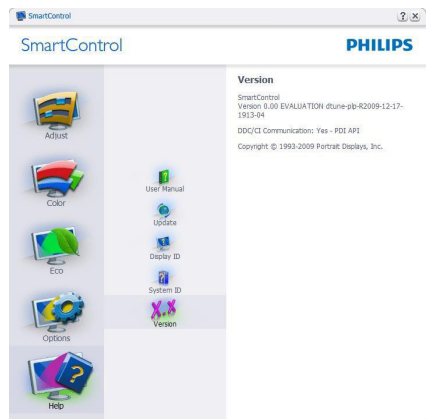 SmartControl
SmartControl
PHILIPS
Adjust
Color
Eco
Options
Help
User Manual
Update
Display ID
System ID
X.X
Version
Version
SmartControl
Version 0.00 EVALUATION dtune-plp-R2009-12-17-
1913-04
DDC/CI Communication: Yes - PDI API
Copyright © 1993-2009 Portrait Displays, Inc.